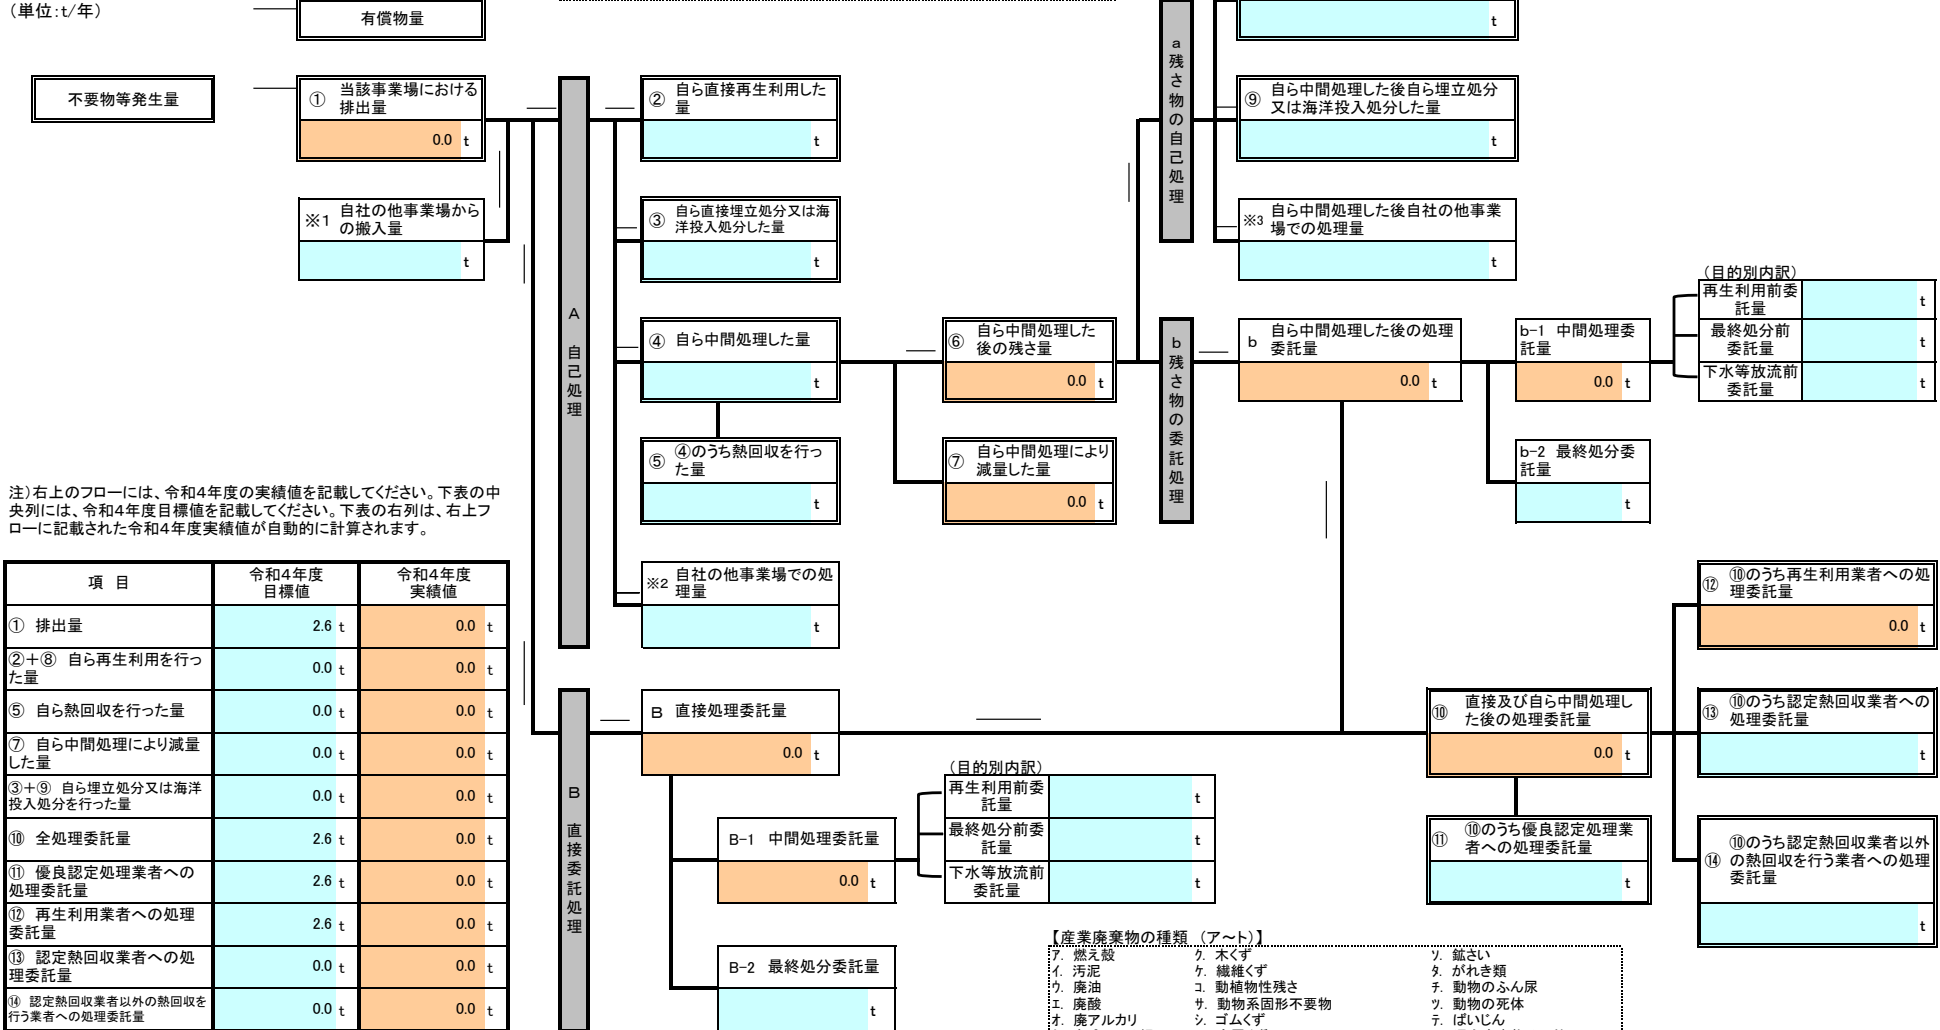 （単位：t/年）
有償物量
t
不要物等発生量
① 当該事業場における
排出量
0.0 t
② 自ら直接再生利用した
量
t
⑨ 自ら中間処理した後自ら埋立処分
又は海洋投入処分した量
t
a 残さ物の自己処理
※1 自社の他事業場から
の搬入量
t
③ 自ら直接埋立処分又は海
洋投入処分した量
t
※3 自ら中間処理した後自社の他事業
場での処理量
t
A 自己処理
④ 自ら中間処理した量
t
⑥ 自ら中間処理した
後の残さ量
0.0 t
b 残さ物の委託処理
b 自ら中間処理した後の処理
委託量
0.0 t
b-1 中間処理委
託量
0.0 t
（目的別内訳）
再生利用前委
託量
t
最終処分前
委託量
t
下水等放流前
委託量
t
⑤ ④のうち熱回収を行っ
た量
t
⑦ 自ら中間処理により
減量した量
0.0 t
b-2 最終処分委
託量
t
注）右上のフローには、令和４年度の実績値を記載してください。下表の中
央列には、令和４年度目標値を記載してください。下表の右列は、右上フ
ローに記載された令和４年度実績値が自動的に計算されます。
※2 自社の他事業場での処
理量
t
項 目 令和４年度
目標値 令和４年度
実績値
① 排出量 2.6 t 0.0 t
②＋⑧ 自ら再生利用を行っ
た量 0.0 t 0.0 t
⑤ 自ら熱回収を行った量 0.0 t 0.0 t
⑦ 自ら中間処理により減量
した量 0.0 t 0.0 t
③＋⑨ 自ら埋立処分又は海洋
投入処分を行った量 0.0 t 0.0 t
⑩ 全処理委託量 2.6 t 0.0 t
⑪ 優良認定処理業者への
処理委託量 2.6 t 0.0 t
⑫ 再生利用業者への処理
委託量 2.6 t 0.0 t
⑬ 認定熱回収業者への処
理委託量 0.0 t 0.0 t
⑭ 認定熱回収業者以外の熱回収を
行う業者への処理委託量 0.0 t 0.0 t
B 直接委託処理
B 直接処理委託量
0.0 t
（目的別内訳）
再生利用前委
託量
t
最終処分前委
託量
t
下水等放流前
委託量
t
B-1 中間処理委託量
0.0 t
B-2 最終処分委託量
t
⑩ 直接及び自ら中間処理し
た後の処理委託量
0.0 t
⑪ ⑩のうち優良認定処理業
者への処理委託量
t
⑫ ⑩のうち再生利用業者への処
理委託量
0.0 t
⑬ ⑩のうち認定熱回収業者への
処理委託量
t
⑭ ⑩のうち認定熱回収業者以外
の熱回収を行う業者への処理
委託量
t
【産業廃棄物の種類 （ア～ト）】
ア. 燃え殻 ク. 木くず ソ. 鉱さい
イ. 汚泥 ケ. 繊維くず タ. がれき類
ウ. 廃油 コ. 動植物性残さ チ. 動物のふん尿
エ. 廃酸 サ. 動物系固形不要物 ツ. 動物の死体
オ. 廃アルカリ シ. ゴムくず テ. ばいじん